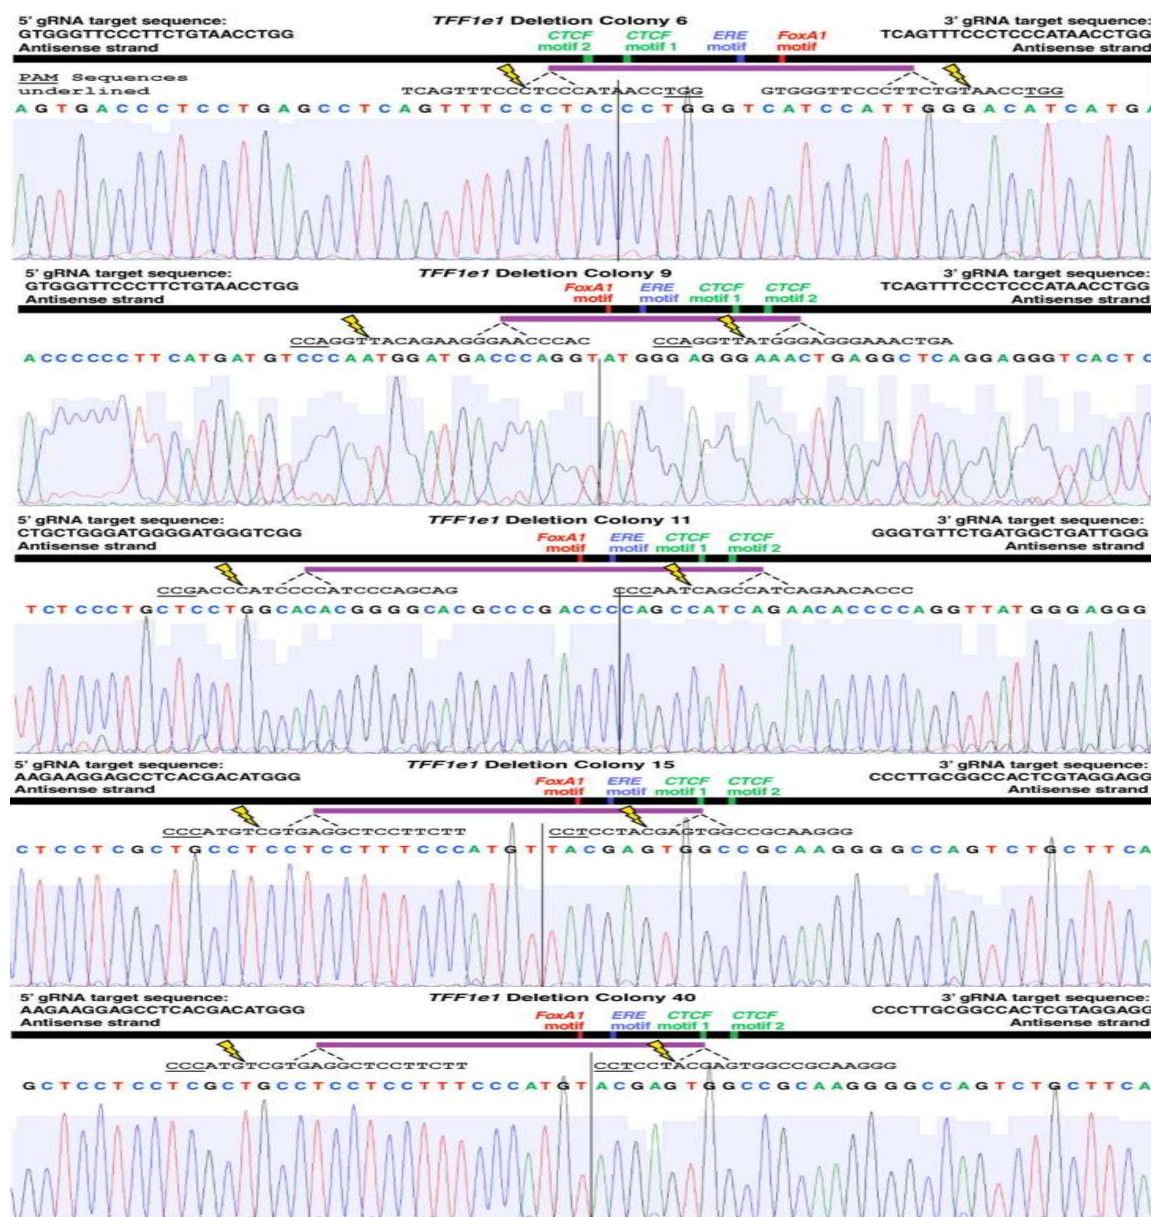 5' gRNA target sequence: TFF1e1 Deletion Colony 6 3' gRNA target sequence:
GTGGGTTCCCTTCTGTAACCTGG CTCF CTCF ERE FoxA1 TCAGTTTCCCTCCCATAACCTGG
Antisense strand motif 2 motif 1 motif motif Antisense strand
PAM Sequences
underlined TCAGTTTCCCTCCCATAACCTGG GTGGGTTCCCTTCTGTAACCTGG
AGTGACCCTCCTGAGCCTCAGTTTCCCTCCCCTGGGTCATCCATTGGGACATCATGA
5' gRNA target sequence: TFF1e1 Deletion Colony 9 3' gRNA target sequence:
GTGGGTTCCCTTCTGTAACCTGG FoxA1 ERE CTCF CTCF TCAGTTTCCCTCCCATAACCTGG
Antisense strand motif motif motif 1 motif 2 Antisense strand
CCAGGTTACAGAAGGGAACCCAC CCAGGTTATGGGAGGGAAACTGA
ACCCCCCTTCATGATGTCCCAATGGATGACCCAGGTATGGGAGGGAAACTGAGGCTCAGGAGGGTCACTC
5' gRNA target sequence: TFF1e1 Deletion Colony 11 3' gRNA target sequence:
CTGCTGGGATGGGGATGGGTCGG FoxA1 ERE CTCF CTCF GGGTGTTCTGATGGCTGATTGGG
Antisense strand motif motif motif 1 motif 2 Antisense strand
CCGACCCATCCCCATCCCAGCAG CCCAATCAGCCATCAGAACACCC
TCTCCCTGCTCCTGGCACACGGGGCACGCCCGACCCCAGCCATCAGAACACCCCAGGTTATGGGAGGG
5' gRNA target sequence: TFF1e1 Deletion Colony 15 3' gRNA target sequence:
AAGAAGGAGCCTCACGACATGGG FoxA1 ERE CTCF CTCF CCCTTGCGGCCACTCGTAGGAGG
Antisense strand motif motif motif 1 motif 2 Antisense strand
CCCATGTCGTGAGGCTCCTTCTT CCTCCTACGAGTGGCCGCAAGGG
CTCCTCGCTGCCTCCTCCTTTCCCATGTTACGAGTGGCCGCAAGGGGGCCAGTCTGCTTCA
5' gRNA target sequence: TFF1e1 Deletion Colony 40 3' gRNA target sequence:
AAGAAGGAGCCTCACGACATGGG FoxA1 ERE CTCF CTCF CCCTTGCGGCCACTCGTAGGAGG
Antisense strand motif motif motif 1 motif 2 Antisense strand
CCCATGTCGTGAGGCTCCTTCTT CCTCCTACGAGTGGCCGCAAGGG
GCTCCTCCTCGCTGCCTCCTCCTTTCCCATGTACGAGTGGCCGCAAGGGGGCCAGTCTGCTTCA